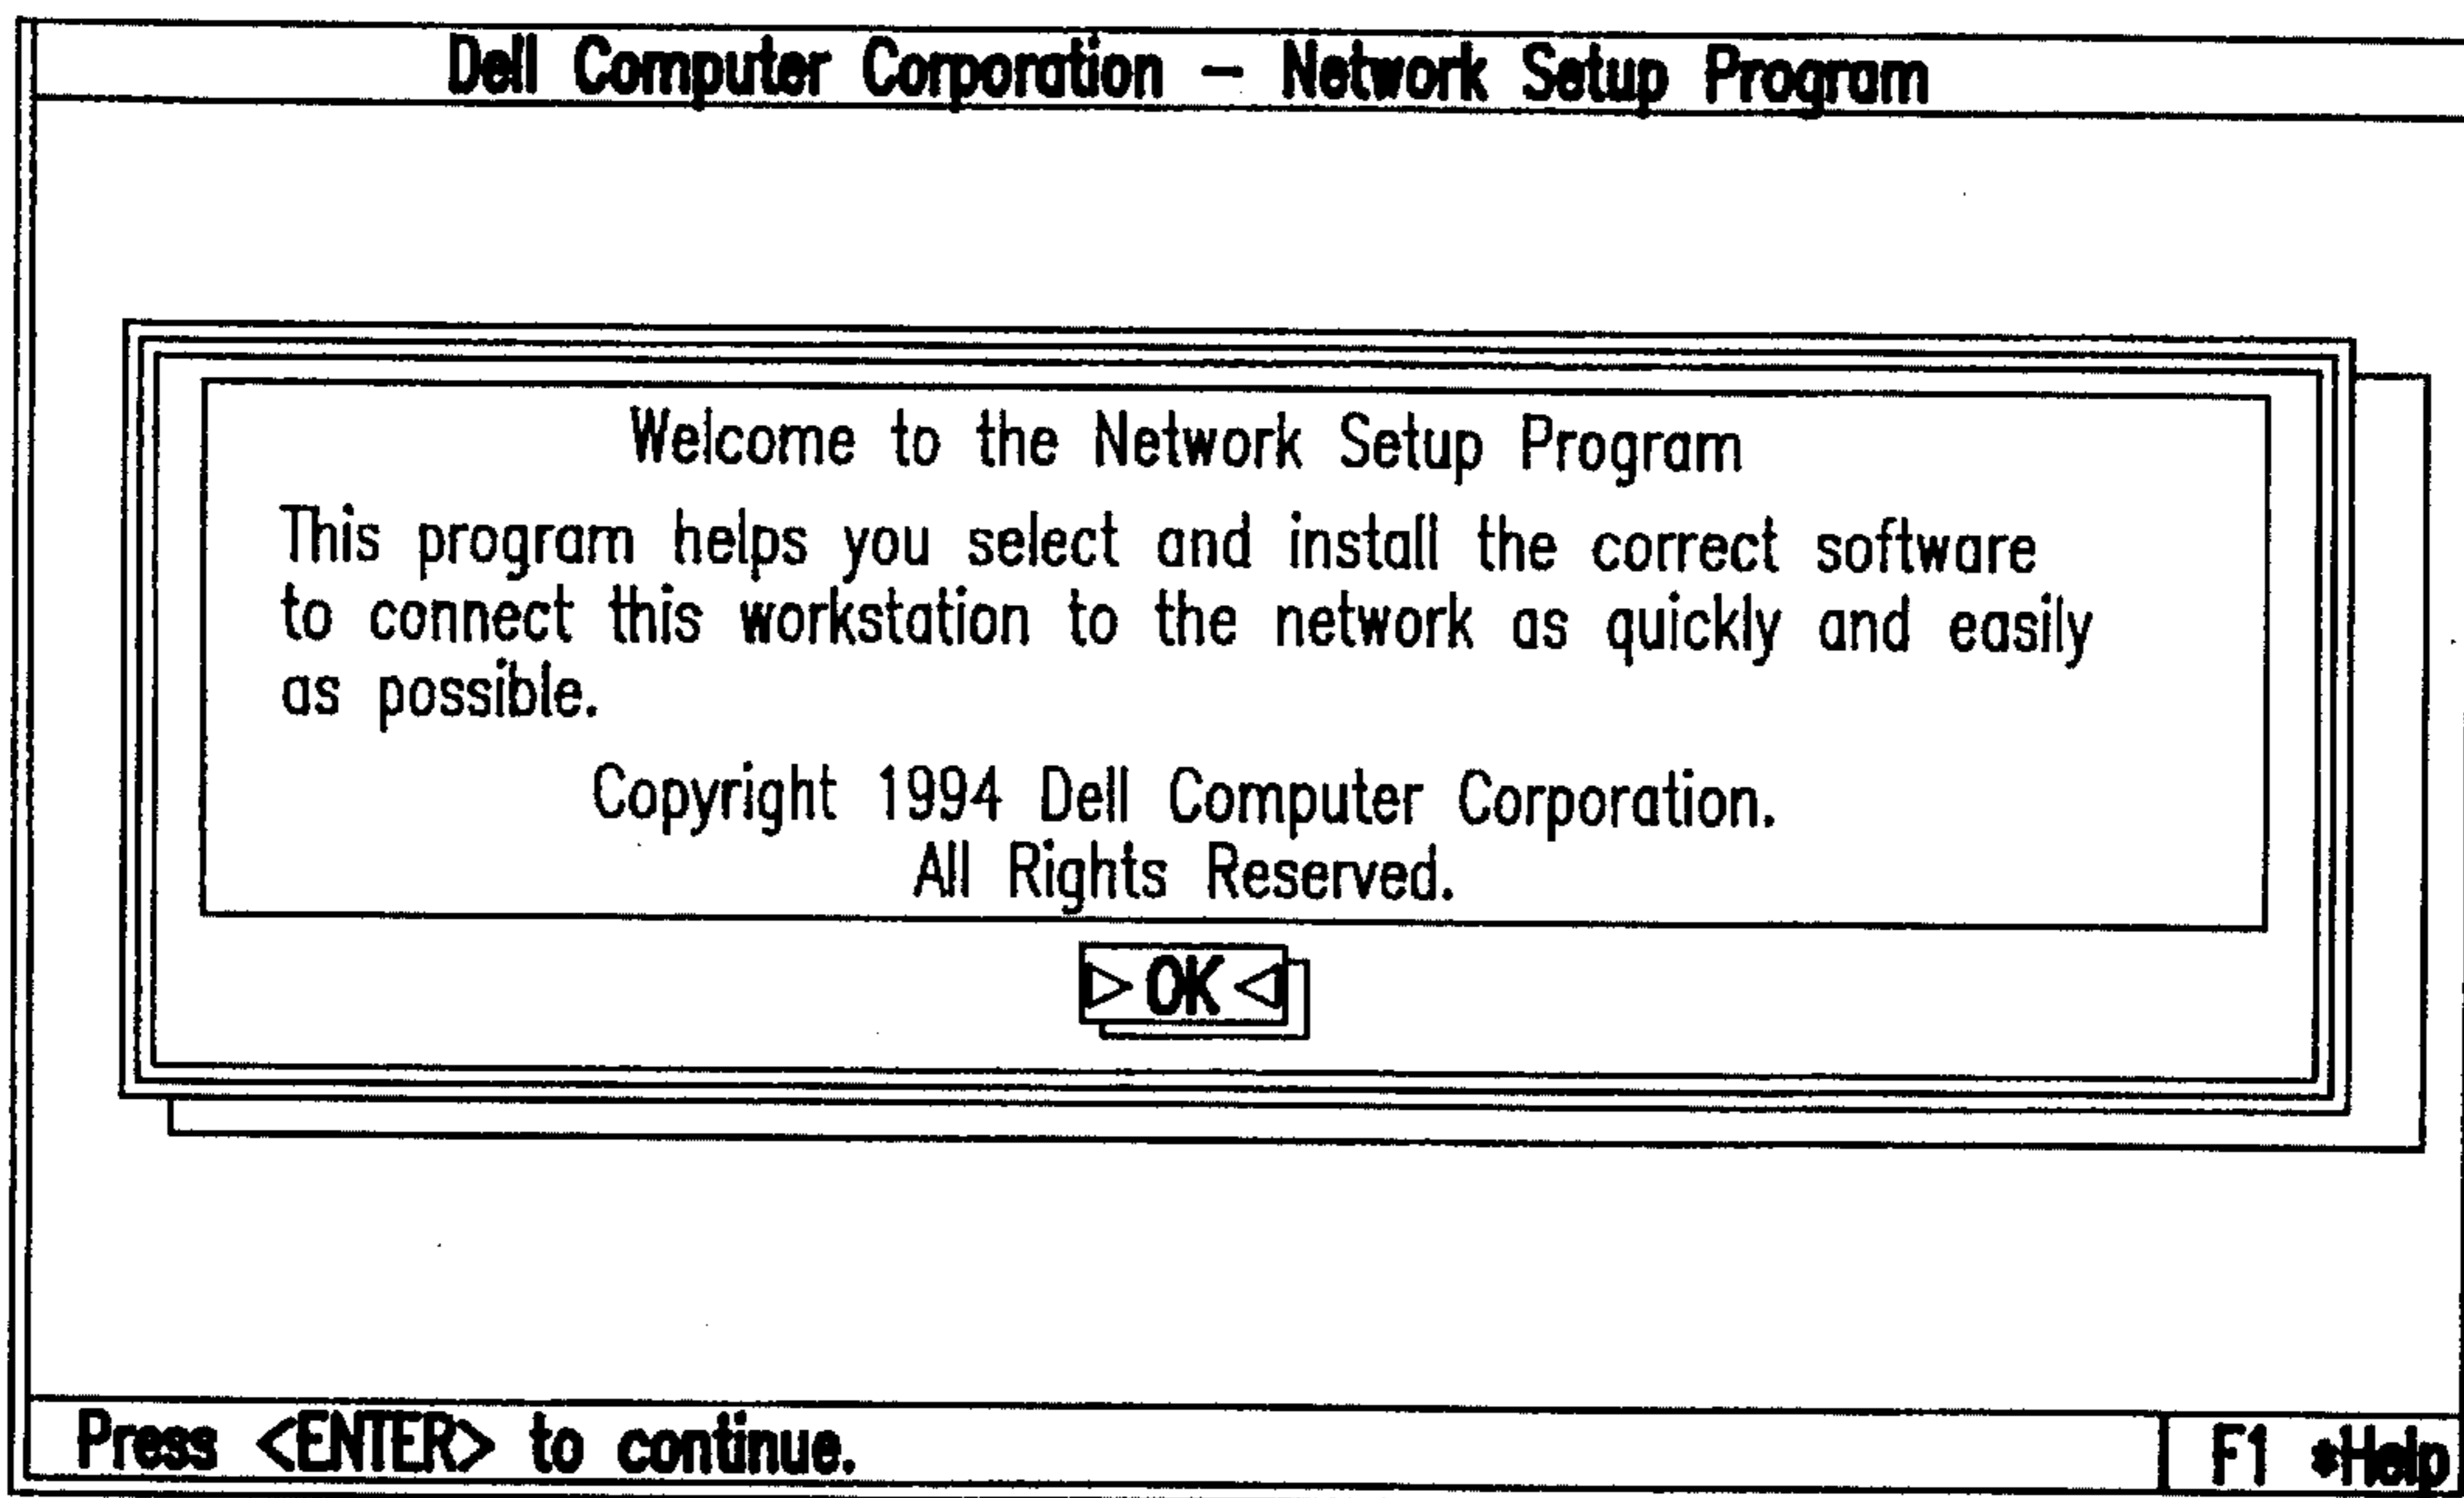 Dell Computer Corporation – Network Setup Program
Welcome to the Network Setup Program
This program helps you select and install the correct software
to connect this workstation to the network as quickly and easily
as possible.
Copyright 1994 Dell Computer Corporation.
All Rights Reserved.
▷ OK ◁
Press <ENTER> to continue.
F1 *Help